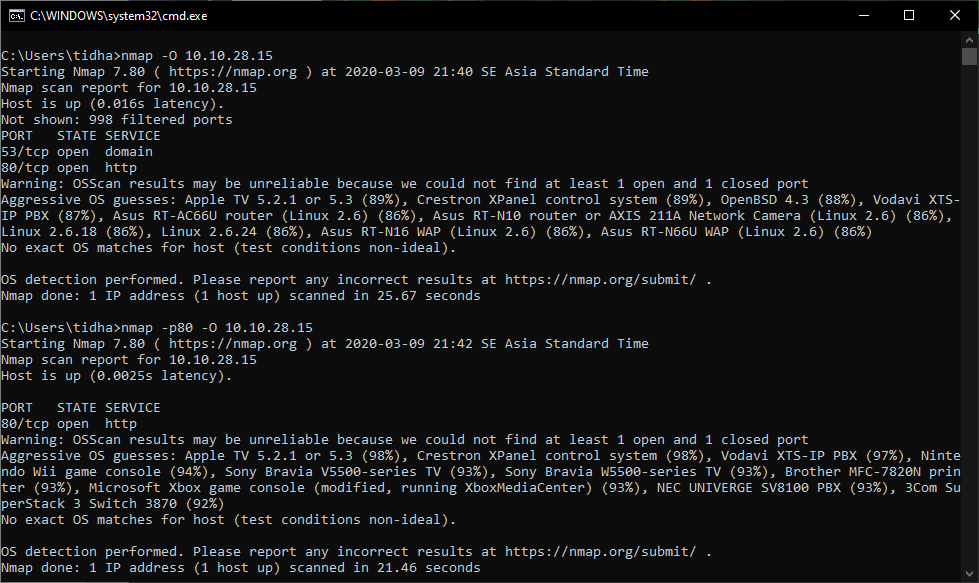 C:\WINDOWS\system32\cmd.exe
C:\Users\tidha>nmap -O 10.10.28.15
Starting Nmap 7.80 ( https://nmap.org ) at 2020-03-09 21:40 SE Asia Standard Time
Nmap scan report for 10.10.28.15
Host is up (0.016s latency).
Not shown: 998 filtered ports
PORT   STATE SERVICE
53/tcp open  domain
80/tcp open  http
Warning: OSScan results may be unreliable because we could not find at least 1 open and 1 closed port
Aggressive OS guesses: Apple TV 5.2.1 or 5.3 (89%), Crestron XPanel control system (89%), OpenBSD 4.3 (88%), Vodavi XTS-
IP PBX (87%), Asus RT-AC66U router (Linux 2.6) (86%), Asus RT-N10 router or AXIS 211A Network Camera (Linux 2.6) (86%),
Linux 2.6.18 (86%), Linux 2.6.24 (86%), Asus RT-N16 WAP (Linux 2.6) (86%), Asus RT-N66U WAP (Linux 2.6) (86%)
No exact OS matches for host (test conditions non-ideal).
OS detection performed. Please report any incorrect results at https://nmap.org/submit/ .
Nmap done: 1 IP address (1 host up) scanned in 25.67 seconds
C:\Users\tidha>nmap -p80 -O 10.10.28.15
Starting Nmap 7.80 ( https://nmap.org ) at 2020-03-09 21:42 SE Asia Standard Time
Nmap scan report for 10.10.28.15
Host is up (0.0025s latency).
PORT   STATE SERVICE
80/tcp open  http
Warning: OSScan results may be unreliable because we could not find at least 1 open and 1 closed port
Aggressive OS guesses: Apple TV 5.2.1 or 5.3 (98%), Crestron XPanel control system (98%), Vodavi XTS-IP PBX (97%), Ninte
ndo Wii game console (94%), Sony Bravia V5500-series TV (93%), Sony Bravia W5500-series TV (93%), Brother MFC-7820N prin
ter (93%), Microsoft Xbox game console (modified, running XboxMediaCenter) (93%), NEC UNIVERGE SV8100 PBX (93%), 3Com Su
perStack 3 Switch 3870 (92%)
No exact OS matches for host (test conditions non-ideal).
OS detection performed. Please report any incorrect results at https://nmap.org/submit/ .
Nmap done: 1 IP address (1 host up) scanned in 21.46 seconds